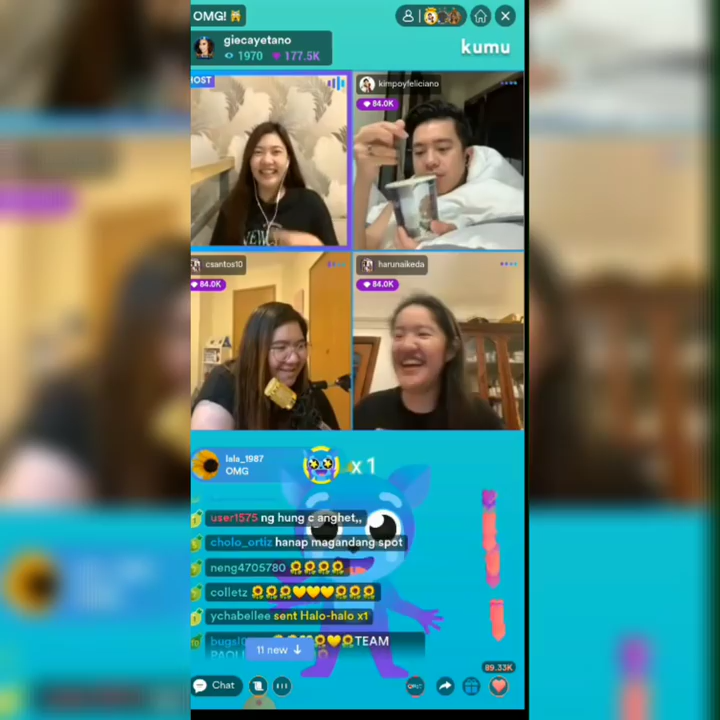 OMG!
giecayetano
1970 177.5K
kumu
HOST
kimpoyfeliciano
84.0K
csantos10
84.0K
harunaikeda
84.0K
lala_1987
OMG
x1
user1575 ng hung c anghet,,
cholo_ortiz hanap magandang spot
neng4705780
colletz
ychabellee sent Halo-halo x1
TEAM
11 new
89.33K
Chat